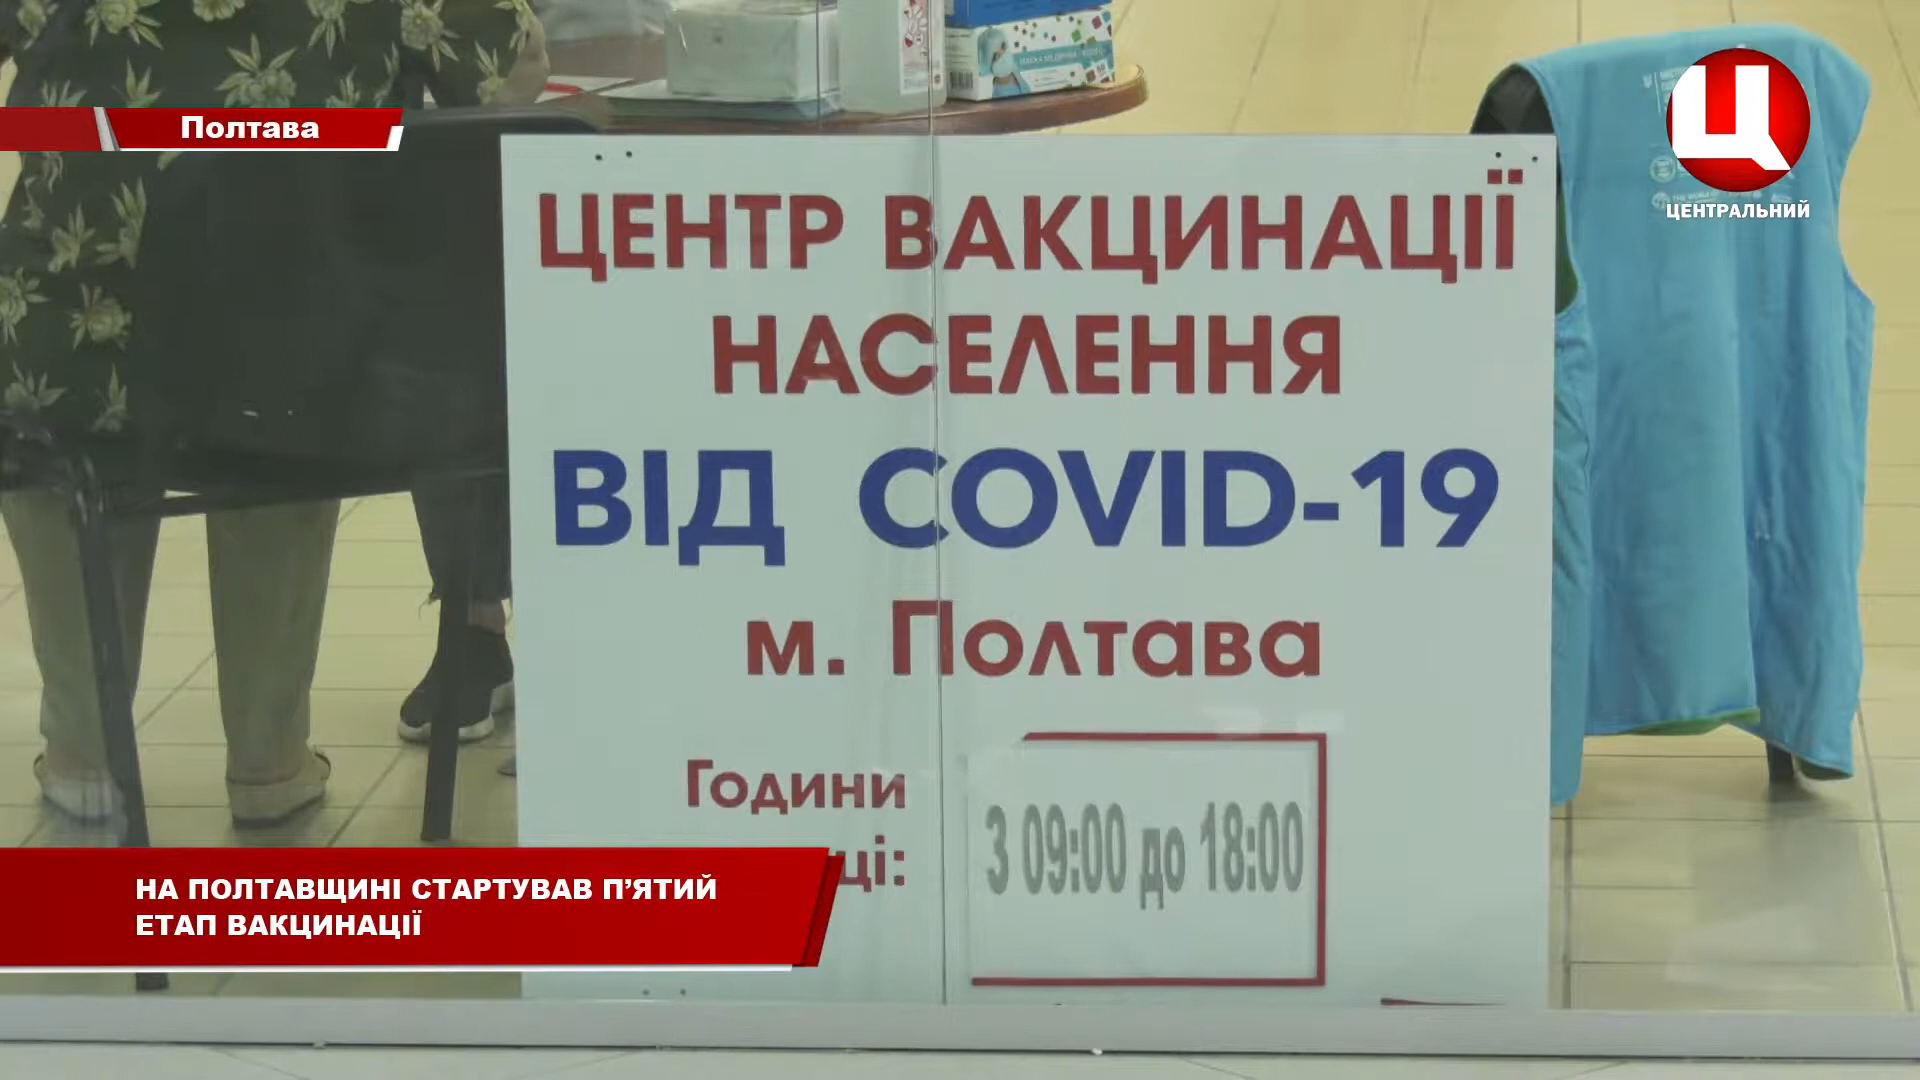 Полтава
Ц
ЦЕНТРАЛЬНИЙ
ЦЕНТР ВАКЦИНАЦІЇ
НАСЕЛЕННЯ
ВІД COVID-19
м. Полтава
Години
ці:
З 09:00 до 18:00
НА ПОЛТАВЩИНІ СТАРТУВАВ П’ЯТИЙ
ЕТАП ВАКЦИНАЦІЇ